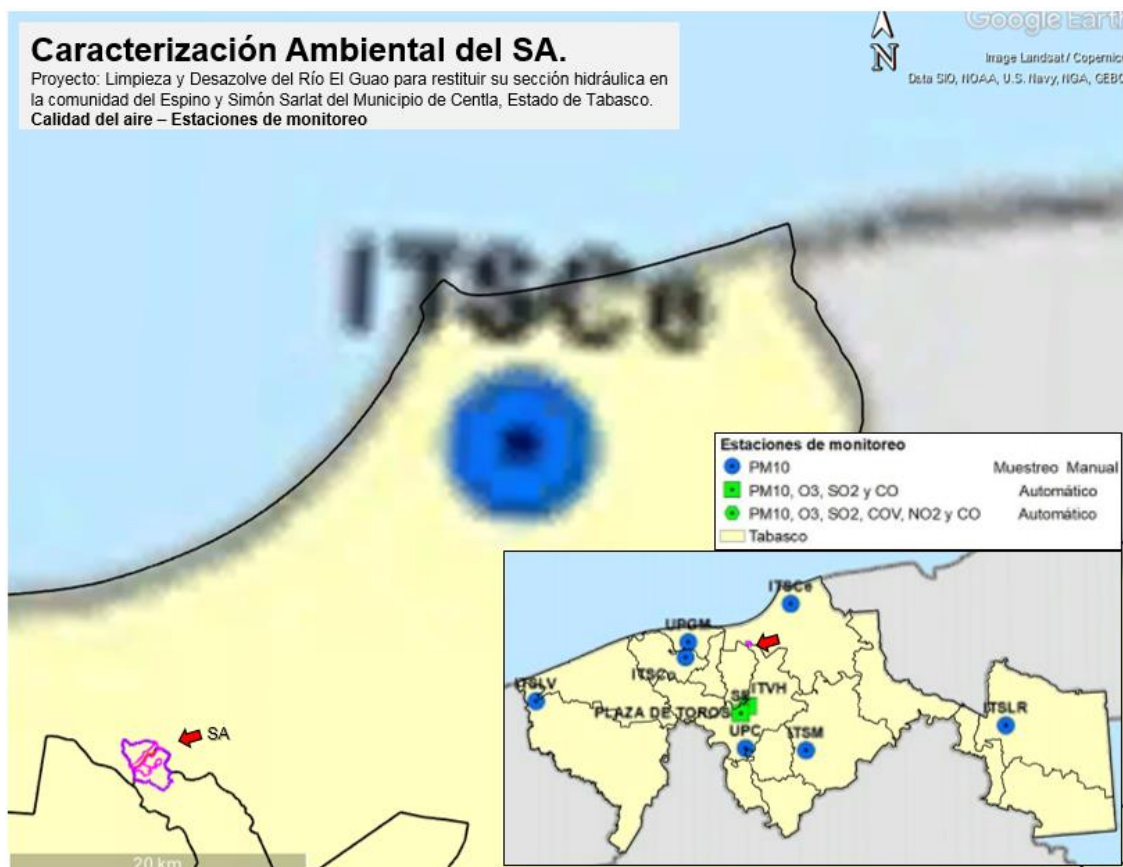 Caracterización Ambiental del SA.
Proyecto: Limpieza y Desazolve del Río El Guao para restituir su sección hidráulica en
la comunidad del Espino y Simón Sarlat del Municipio de Centla, Estado de Tabasco.
Calidad del aire – Estaciones de monitoreo
Google Earth
N
Image Landsat / Copernicus
Data SIO, NOAA, U.S. Navy, NGA, GEBC
ITSCe
Estaciones de monitoreo
PM10 Muestreo Manual
PM10, O3, SO2 y CO Automático
PM10, O3, SO2, COV, NO2 y CO Automático
Tabasco
ITSCe
UPGM
ITSCo
ITSLV
ITVH
PLAZA DE TOROS
UPC
ITSM
ITSLR
SA
20 km